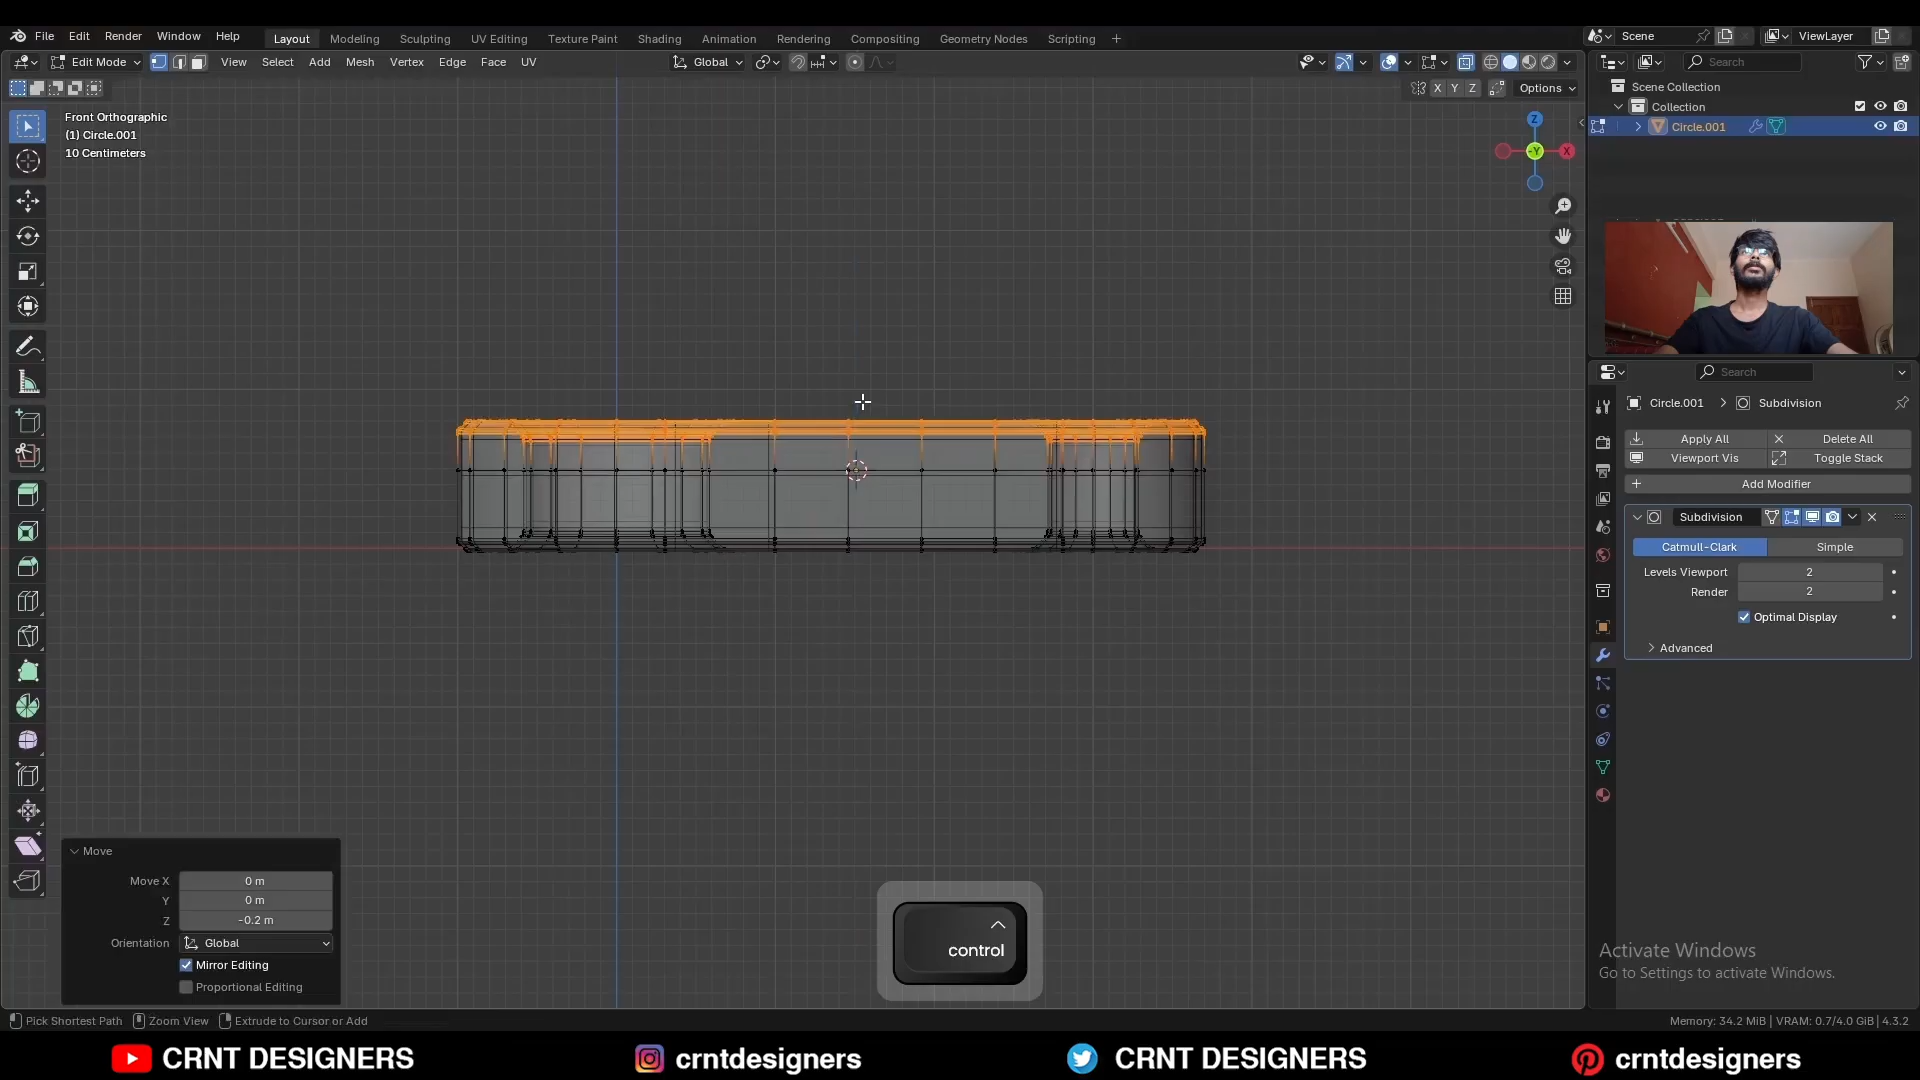 File Edit Render Window Help Layout Modeling Sculpting UV Editing Texture Paint Shading Animation Rendering Compositing Geometry Nodes Scripting + Scene ViewLayer
Edit Mode View Select Add Mesh Vertex Edge Face UV Global Search
X Y Z Options
Scene Collection
Collection
Circle.001
Front Orthographic
(1) Circle.001
10 Centimeters
Z
-Y
X
Search
Circle.001 Subdivision
Apply All Delete All
Viewport Vis Toggle Stack
Add Modifier
Subdivision
Catmull-Clark Simple
Levels Viewport 2
Render 2
Optimal Display
Advanced
Move
Move X 0 m
Y 0 m
Z -0.2 m
Orientation Global
Mirror Editing
Proportional Editing
control
Activate Windows
Go to Settings to activate Windows.
Pick Shortest Path Zoom View Extrude to Cursor or Add Memory: 34.2 MiB | VRAM: 0.7/4.0 GiB | 4.3.2
CRNT DESIGNERS crntdesigners CRNT DESIGNERS crntdesigners